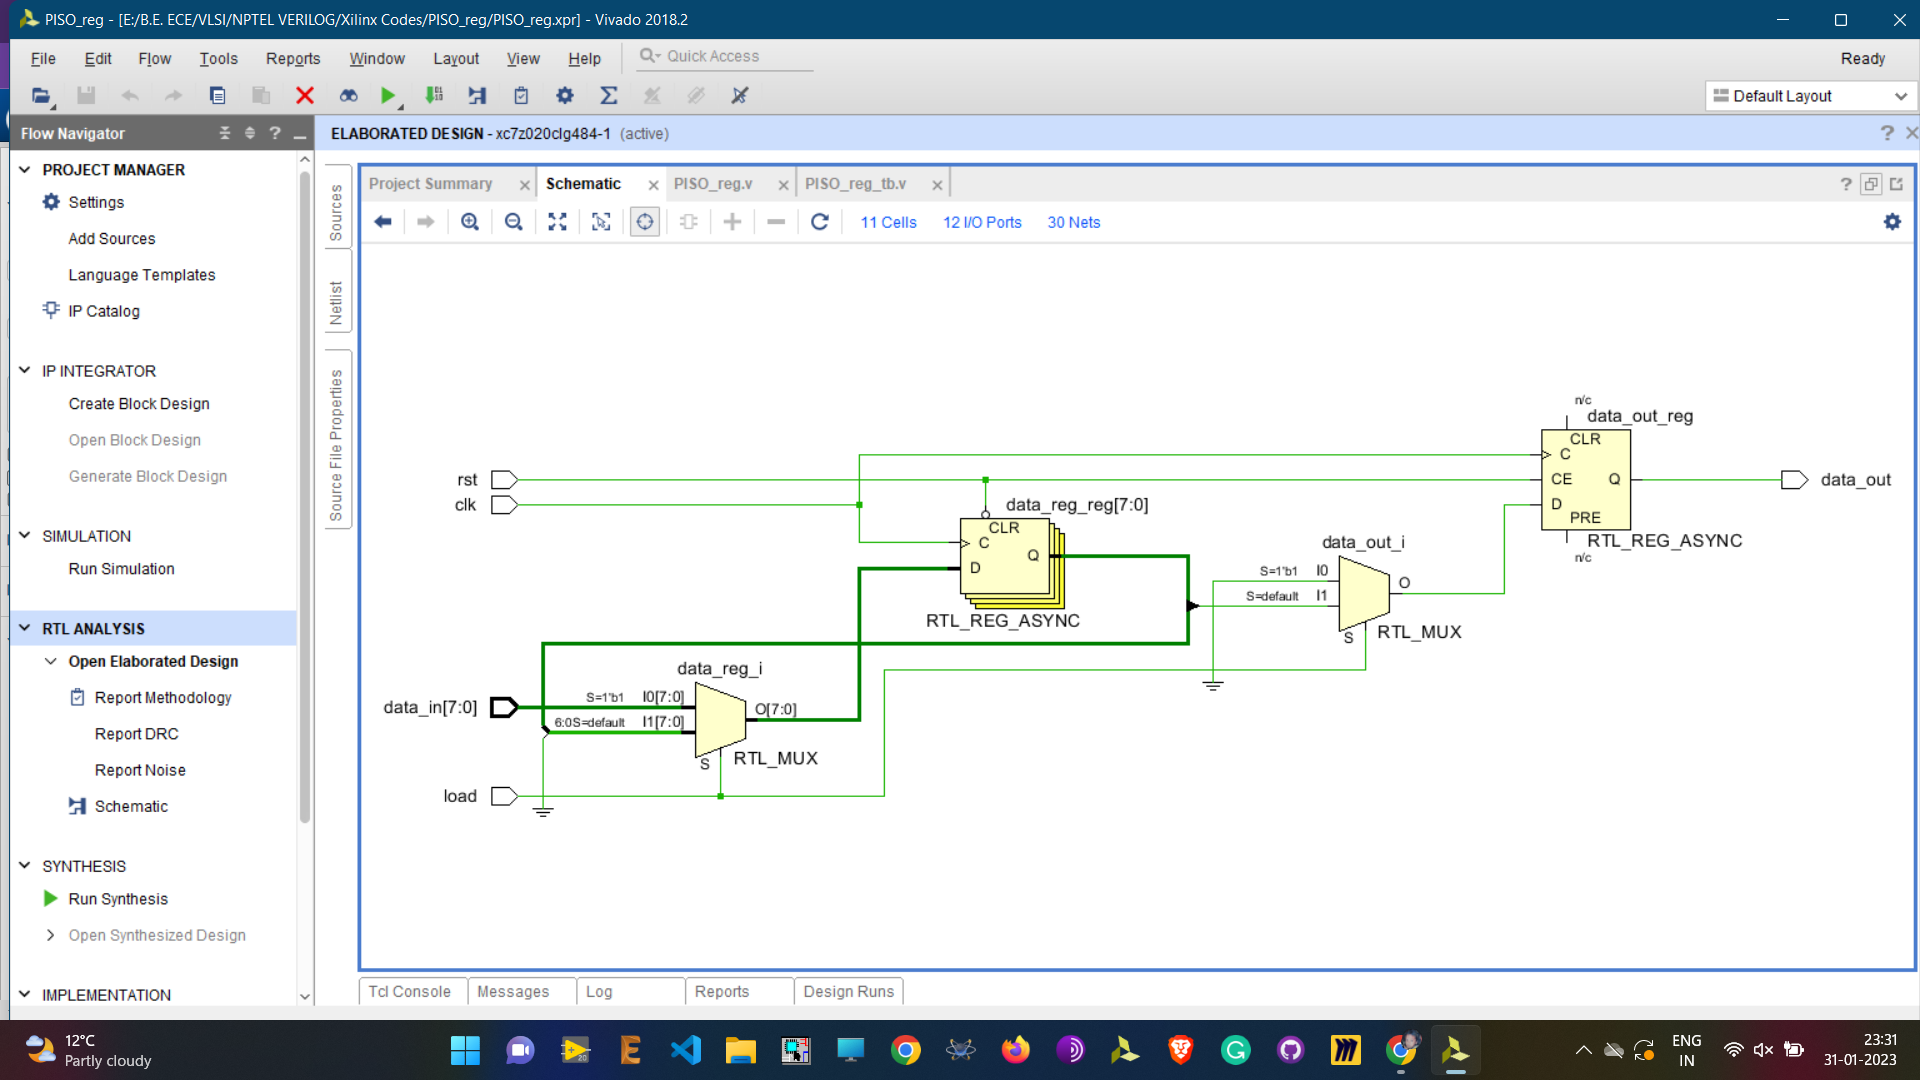 PISO_reg - [E:/B.E. ECE/VLSI/NPTEL VERILOG/Xilinx Codes/PISO_reg/PISO_reg.xpr] - Vivado 2018.2
File Edit Flow Tools Reports Window Layout View Help Quick Access Ready
Default Layout
Flow Navigator
ELABORATED DESIGN - xc7z020clg484-1 (active)
PROJECT MANAGER
Settings
Add Sources
Language Templates
IP Catalog
IP INTEGRATOR
Create Block Design
Open Block Design
Generate Block Design
SIMULATION
Run Simulation
RTL ANALYSIS
Open Elaborated Design
Report Methodology
Report DRC
Report Noise
Schematic
SYNTHESIS
Run Synthesis
Open Synthesized Design
IMPLEMENTATION
Sources
Netlist
Source File Properties
Project Summary Schematic PISO_reg.v PISO_reg_tb.v
11 Cells 12 I/O Ports 30 Nets
n/c
data_out_reg
CLR
C
CE Q
D
PRE
RTL_REG_ASYNC
n/c
data_out
rst
clk
data_reg_reg[7:0]
CLR
C
Q
D
RTL_REG_ASYNC
data_out_i
S=1'b1 I0
O
S=default I1
S
RTL_MUX
data_reg_i
data_in[7:0]
S=1'b1 I0[7:0]
O[7:0]
6:0S=default I1[7:0]
S
RTL_MUX
load
Tcl Console Messages Log Reports Design Runs
12°C
Partly cloudy
20
ENG
IN
23:31
31-01-2023